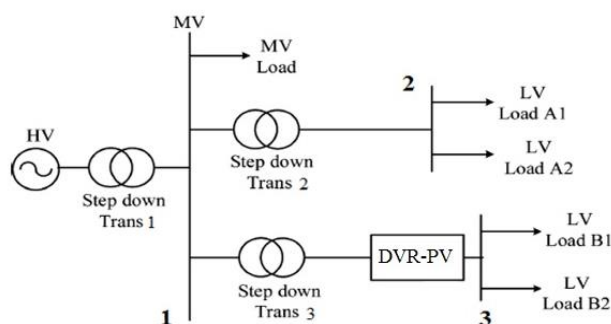 MV
MV
Load
HV
Step down
Trans 1
2
LV
Load A1
LV
Load A2
Step down
Trans 2
DVR-PV
LV
Load B1
LV
Load B2
Step down
Trans 3
1
3